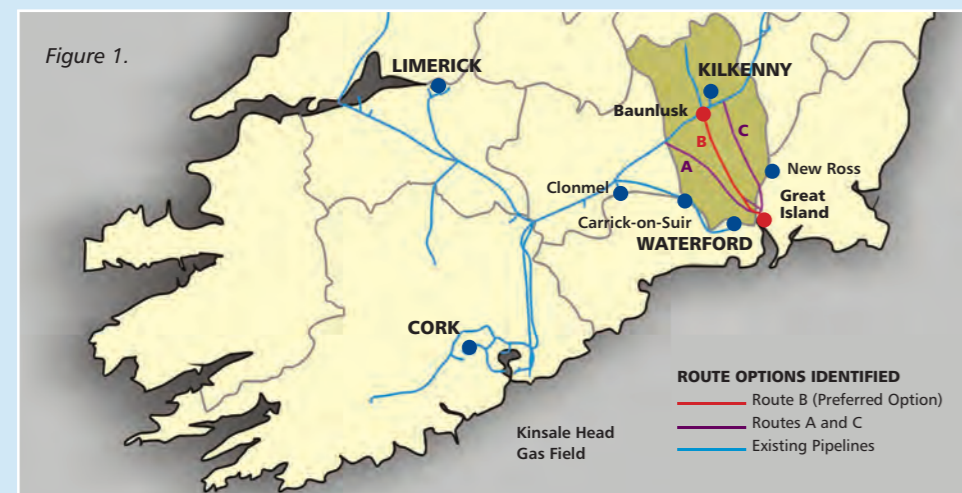 Figure 1.
LIMERICK
KILKENNY
Baunlusk
C
B
A
New Ross
Clonmel
Great
Island
Carrick-on-Suir
WATERFORD
CORK
ROUTE OPTIONS IDENTIFIED
Route B (Preferred Option)
Routes A and C
Existing Pipelines
Kinsale Head
Gas Field